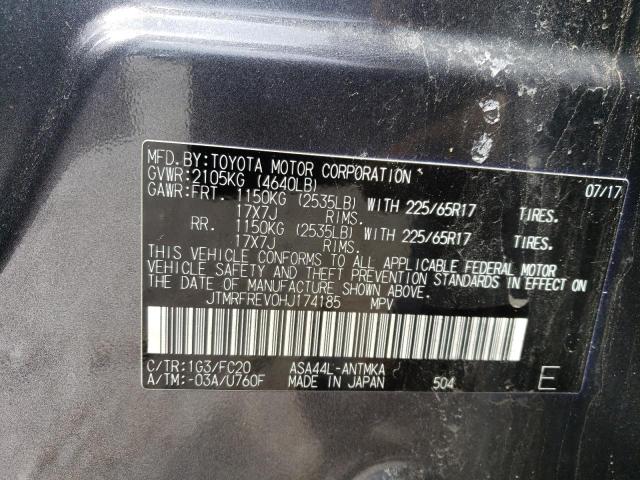 MFD.BY:TOYOTA MOTOR CORPORATION 07/17
GVWR:2105KG (4640LB)
GAWR:FRT. 1150KG (2535LB) WITH 225/65R17 TIRES.
17X7J RIMS.
RR. 1150KG (2535LB) WITH 225/65R17 TIRES.
17X7J RIMS.
THIS VEHICLE CONFORMS TO ALL APPLICABLE FEDERAL MOTOR
VEHICLE SAFETY AND THEFT PREVENTION STANDARDS IN EFFECT ON
THE DATE OF MANUFACTURE SHOWN ABOVE.
JTMRFREV0HJ174185 MPV
C/TR:1G3/FC20 ASA44L-ANTMKA
A/TM:-03A/U760F MADE IN JAPAN 504 E